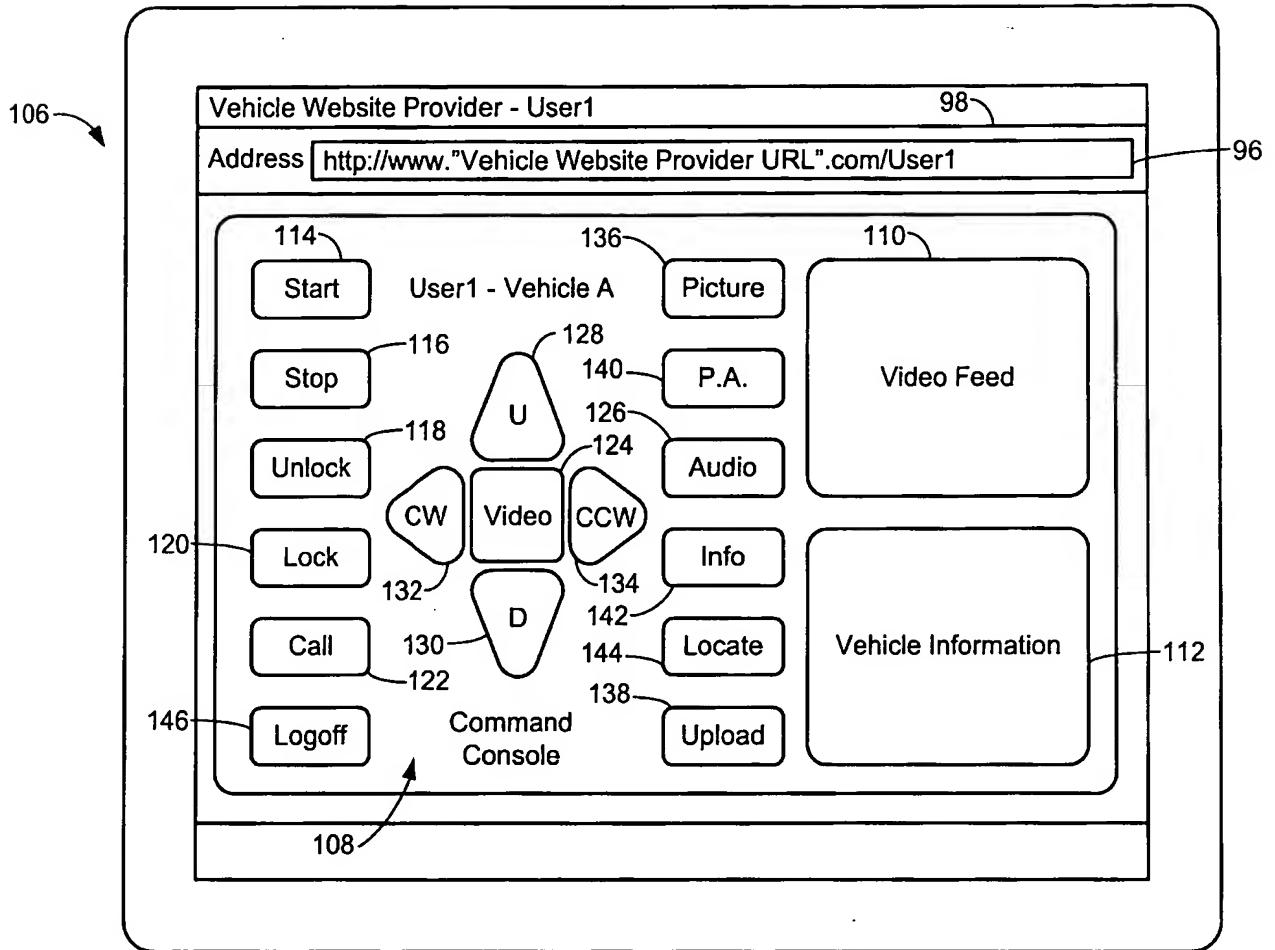 Vehicle Website Provider - User1
98
106
Address
http://www."Vehicle Website Provider URL".com/User1
96
114
136
110
Start
User1 - Vehicle A
Picture
116
128
Stop
140
P.A.
Video Feed
U
118
126
124
Unlock
Audio
CW
Video
CCW
120
Lock
Info
132
134
142
D
Call
130
144
Locate
Vehicle Information
112
122
138
146
Logoff
Command
Console
Upload
108